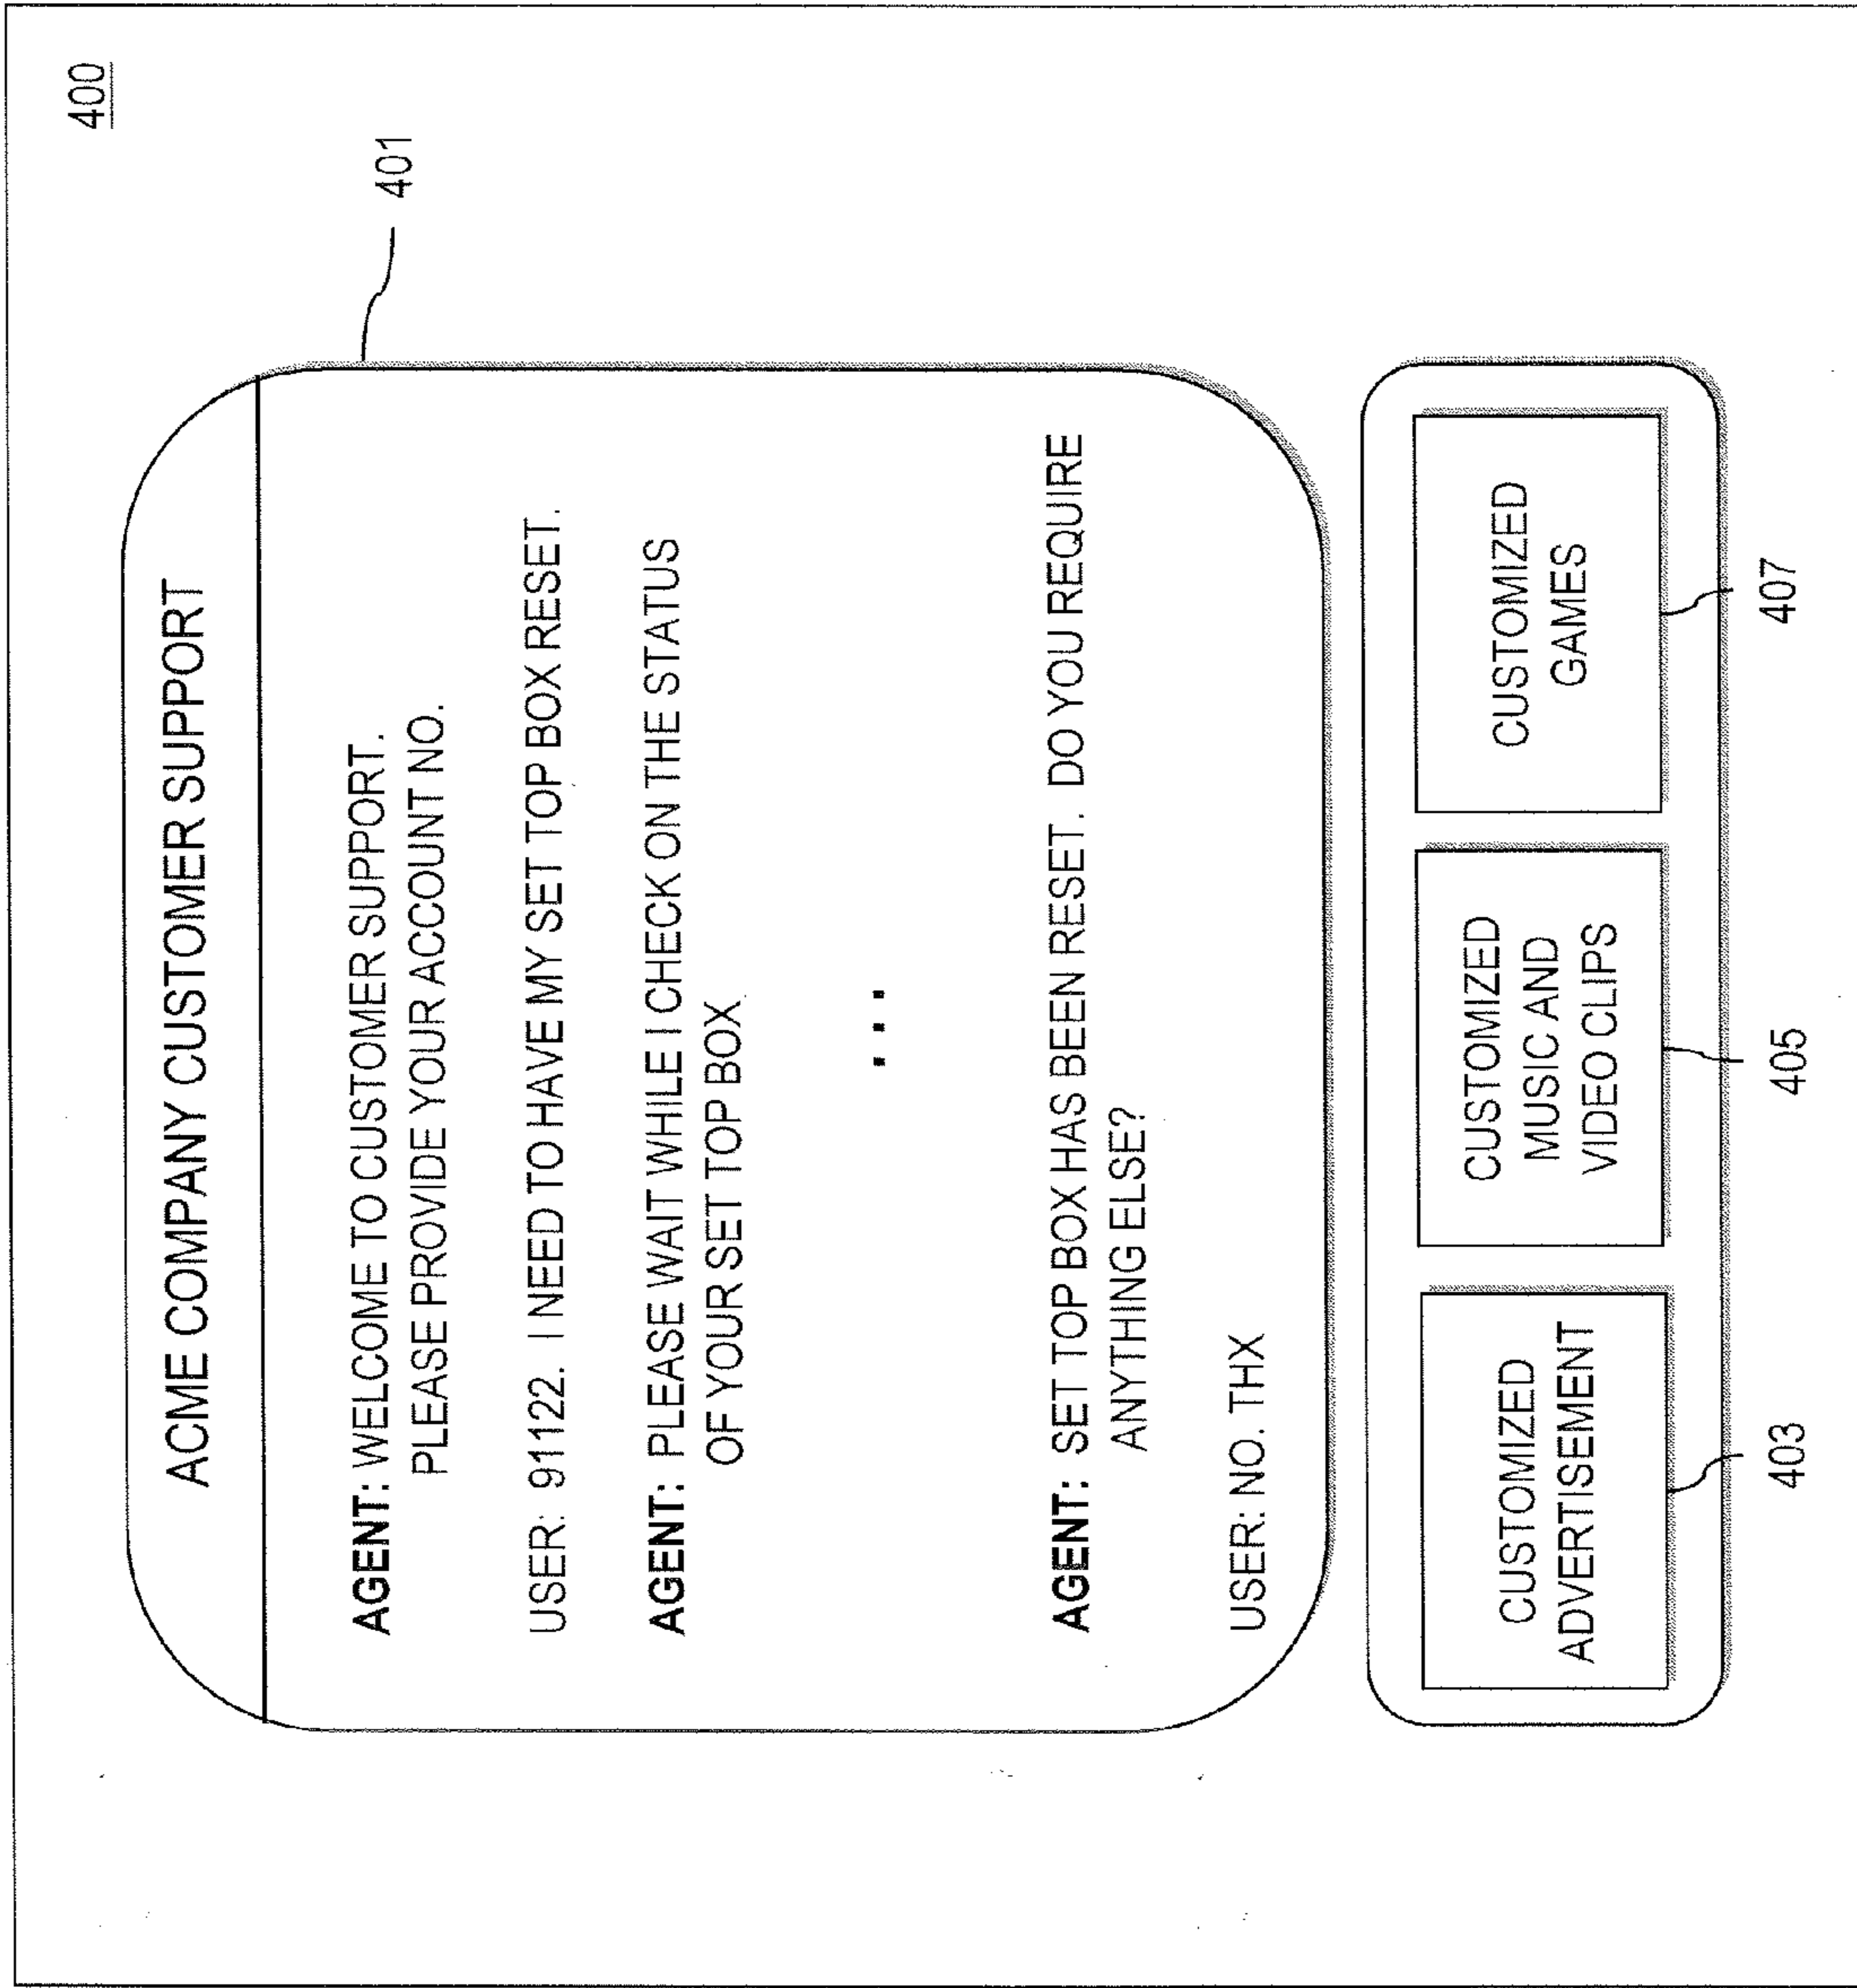 400
401
ACME COMPANY CUSTOMER SUPPORT
AGENT: WELCOME TO CUSTOMER SUPPORT.
PLEASE PROVIDE YOUR ACCOUNT NO.
USER: 91122. I NEED TO HAVE MY SET TOP BOX RESET.
AGENT: PLEASE WAIT WHILE I CHECK ON THE STATUS
OF YOUR SET TOP BOX
...
AGENT: SET TOP BOX HAS BEEN RESET. DO YOU REQUIRE
ANYTHING ELSE?
USER: NO. THX
CUSTOMIZED
ADVERTISEMENT
CUSTOMIZED
MUSIC AND
VIDEO CLIPS
CUSTOMIZED
GAMES
403
405
407